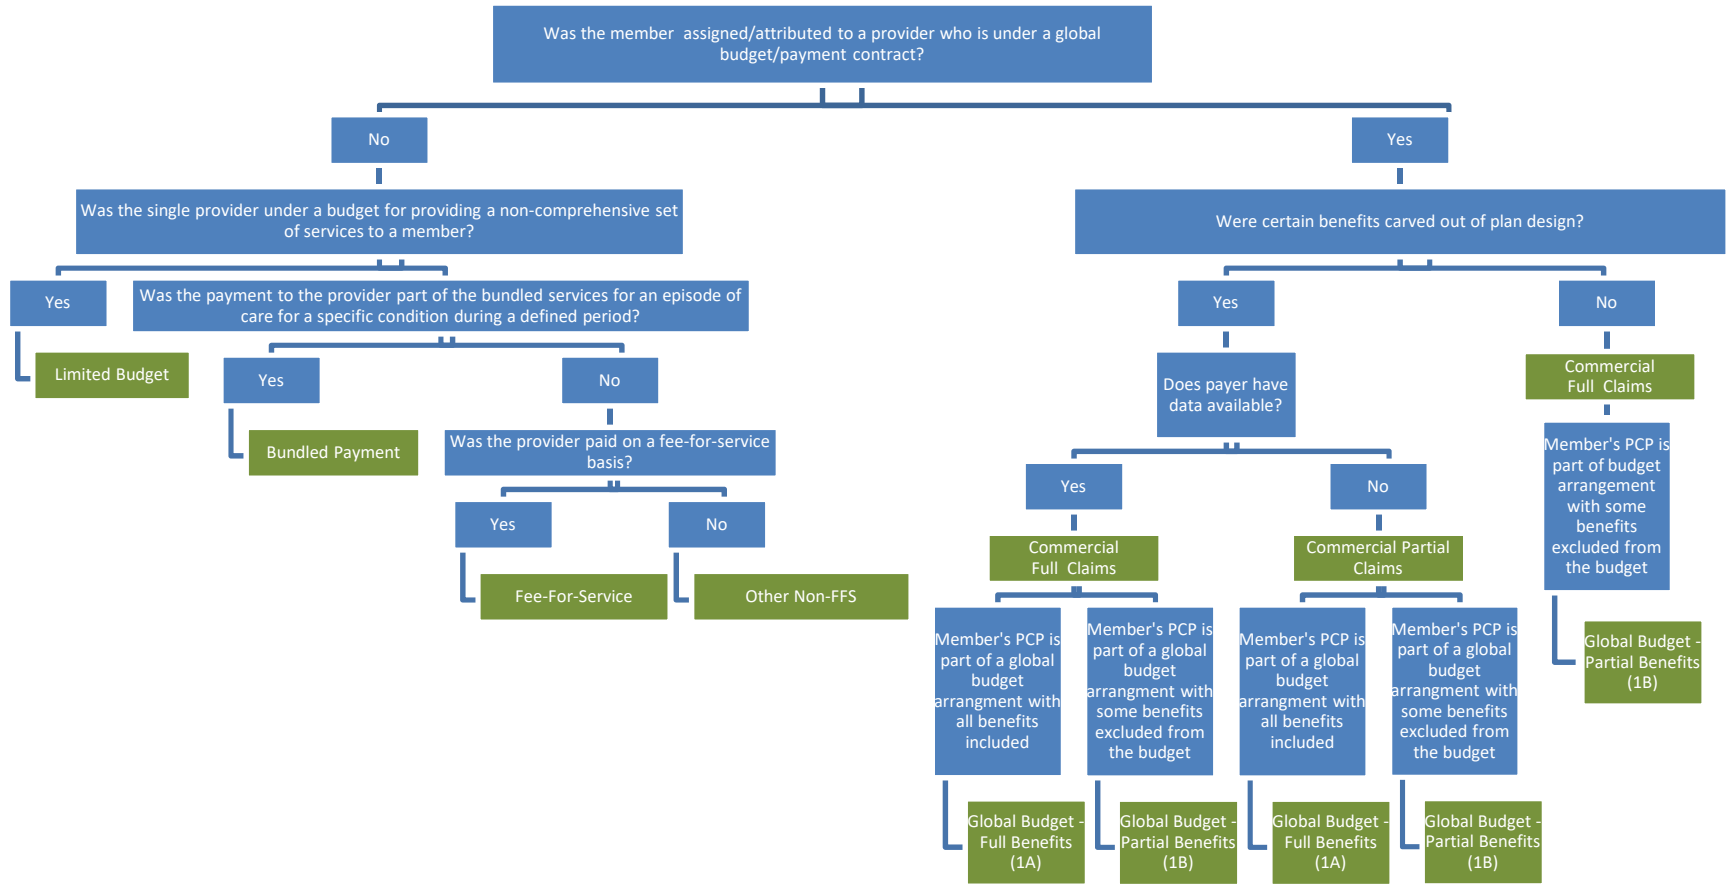 Was the member assigned/attributed to a provider who is under a global
budget/payment contract?
No
Yes
Was the single provider under a budget for providing a non-comprehensive set
of services to a member?
Were certain benefits carved out of plan design?
Yes
Was the payment to the provider part of the bundled services for an episode of
care for a specific condition during a defined period?
Yes
No
Limited Budget
Yes
No
Does payer have
data available?
Commercial
Full Claims
Bundled Payment
Was the provider paid on a fee-for-service
basis?
Member's PCP is
part of budget
arrangement
with some
benefits
excluded from
the budget
Yes
No
Yes
No
Commercial
Full Claims
Commercial Partial
Claims
Fee-For-Service
Other Non-FFS
Member's PCP is
part of a global
budget
arrangment with
all benefits
included
Member's PCP is
part of a global
budget
arrangment with
some benefits
excluded from
the budget
Member's PCP is
part of a global
budget
arrangment with
all benefits
included
Member's PCP is
part of a global
budget
arrangment with
some benefits
excluded from
the budget
Global Budget -
Partial Benefits
(1B)
Global Budget -
Full Benefits
(1A)
Global Budget -
Partial Benefits
(1B)
Global Budget -
Full Benefits
(1A)
Global Budget -
Partial Benefits
(1B)